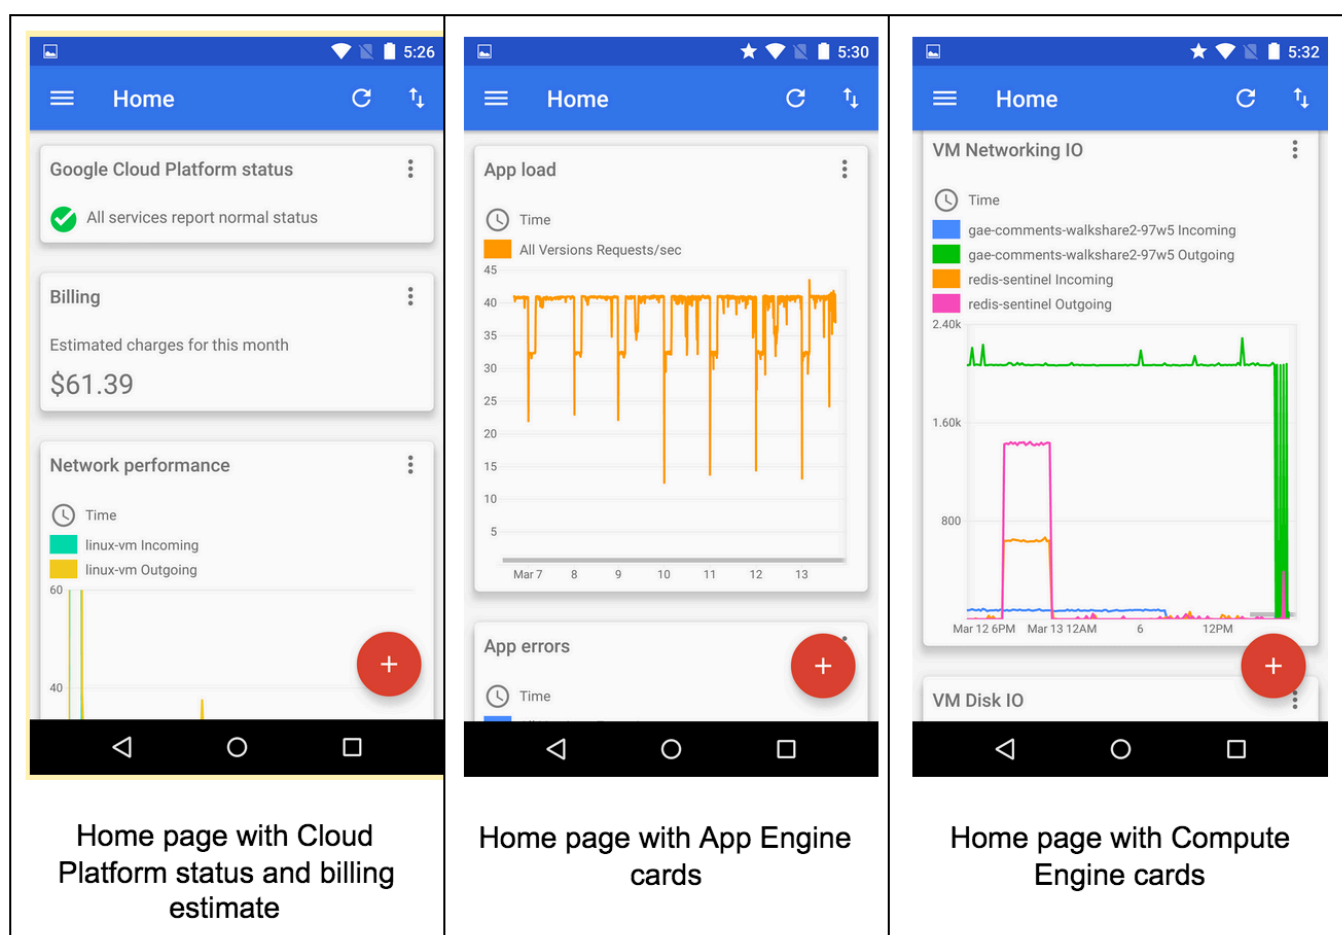 5:26
Home
Google Cloud Platform status
All services report normal status
Billing
Estimated charges for this month
$61.39
Network performance
Time
linux-vm Incoming
linux-vm Outgoing
60
40
+
Home page with Cloud
Platform status and billing
estimate
5:30
Home
App load
Time
All Versions Requests/sec
45
40
35
30
25
20
15
10
5
Mar 7 8 9 10 11 12 13
App errors
Time
+
Home page with App Engine
cards
5:32
Home
VM Networking IO
Time
gae-comments-walkshare2-97w5 Incoming
gae-comments-walkshare2-97w5 Outgoing
redis-sentinel Incoming
redis-sentinel Outgoing
2.40k
1.60k
800
Mar 12 6PM Mar 13 12AM 6 12PM
+
VM Disk IO
Home page with Compute
Engine cards